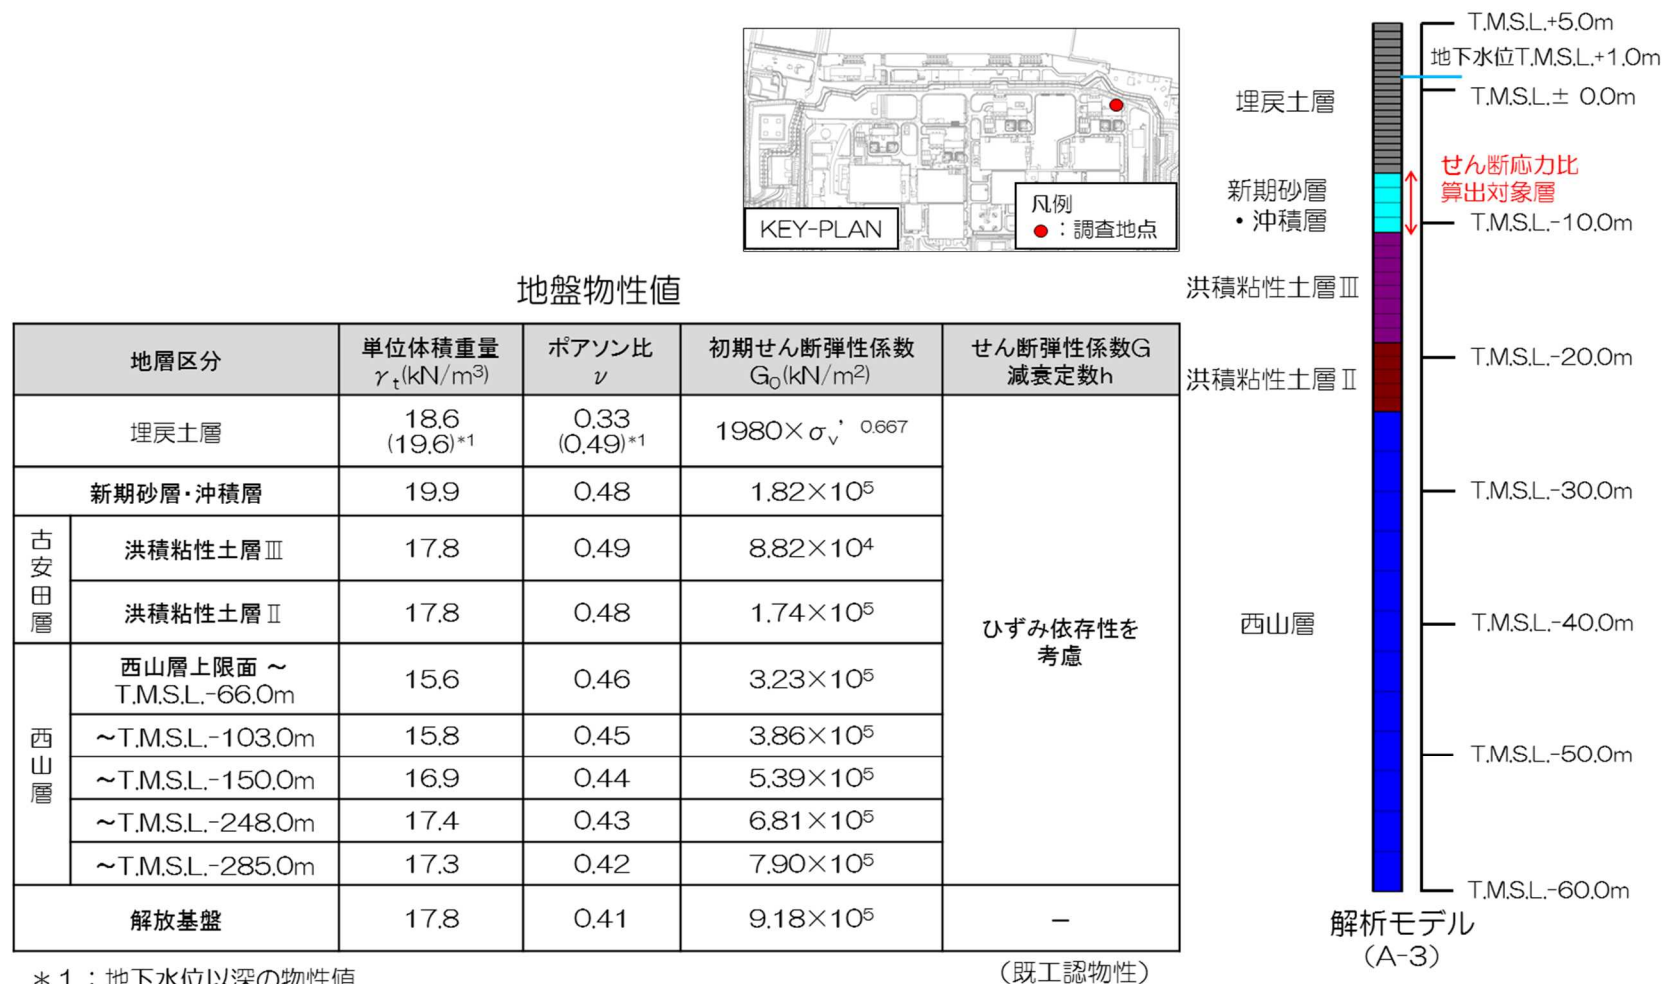 KEY-PLAN
凡例
●：調査地点
地盤物性値
地層区分
単位体積重量
γt(kN/m³)
ポアソン比
ν
初期せん断弾性係数
G₀(kN/m²)
せん断弾性係数G
減衰定数h
埋戻土層
18.6
(19.6)*1
0.33
(0.49)*1
1980×σv' 0.667
ひずみ依存性を
考慮
新期砂層・沖積層
19.9
0.48
1.82×10⁵
古安田層
洪積粘性土層Ⅲ
17.8
0.49
8.82×10⁴
洪積粘性土層Ⅱ
17.8
0.48
1.74×10⁵
西山層
西山層上限面 ～
T.M.S.L.-66.0m
15.6
0.46
3.23×10⁵
～T.M.S.L.-103.0m
15.8
0.45
3.86×10⁵
～T.M.S.L.-150.0m
16.9
0.44
5.39×10⁵
～T.M.S.L.-248.0m
17.4
0.43
6.81×10⁵
～T.M.S.L.-285.0m
17.3
0.42
7.90×10⁵
解放基盤
17.8
0.41
9.18×10⁵
－
＊1：地下水位以深の物性値
（既工認物性）
T.M.S.L.+5.0m
地下水位T.M.S.L.+1.0m
T.M.S.L.± 0.0m
埋戻土層
せん断応力比
算出対象層
新期砂層
・沖積層
T.M.S.L.-10.0m
洪積粘性土層Ⅲ
T.M.S.L.-20.0m
洪積粘性土層Ⅱ
T.M.S.L.-30.0m
西山層
T.M.S.L.-40.0m
T.M.S.L.-50.0m
T.M.S.L.-60.0m
解析モデル
(A-3)